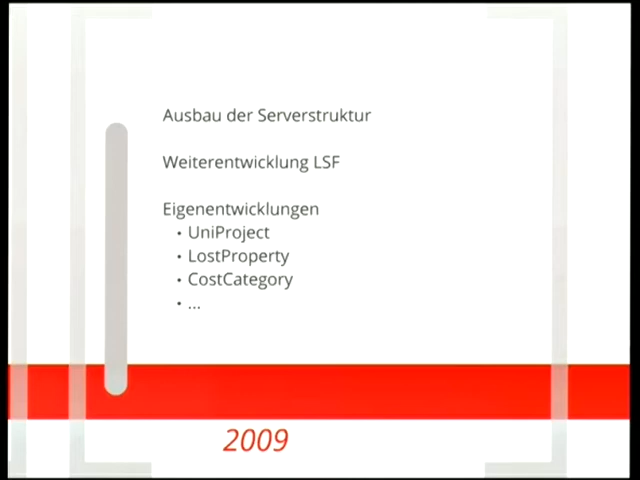 Ausbau der Serverstruktur
Weiterentwicklung LSF
Eigenentwicklungen
• UniProject
• LostProperty
• CostCategory
• ...
2009